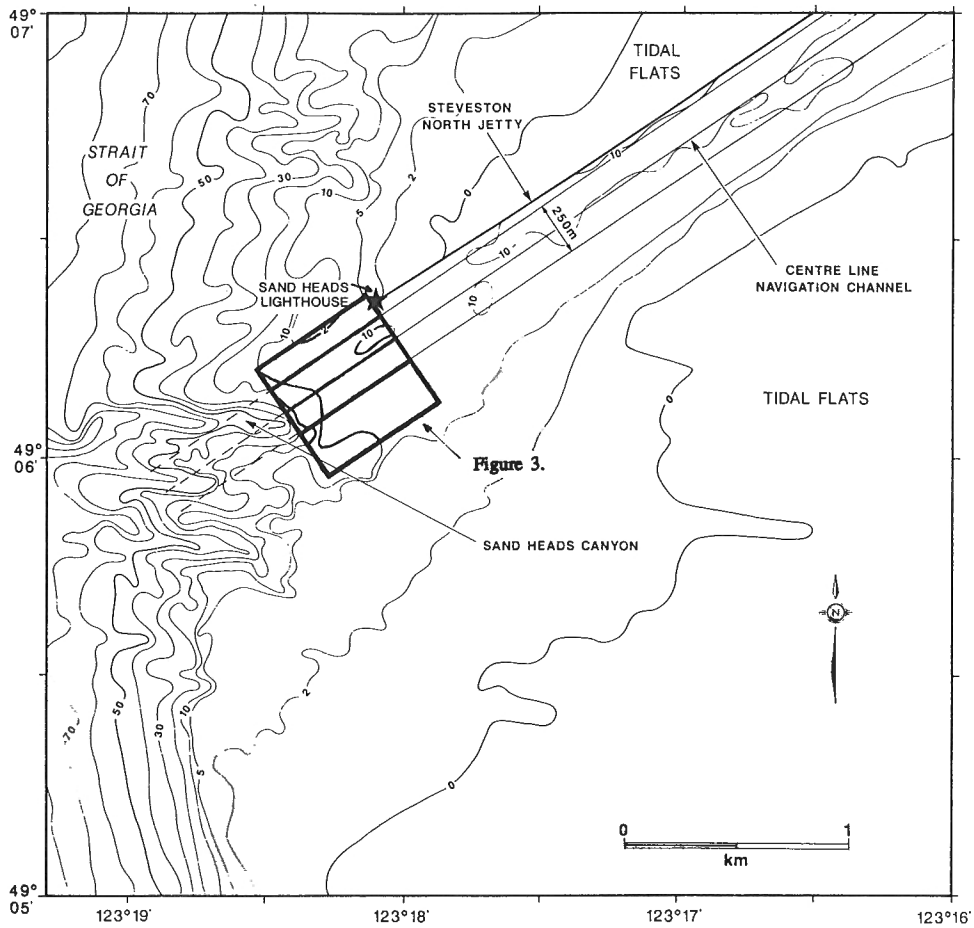 49°
07'
TIDAL
FLATS
STEVESTON
NORTH JETTY
70
STRAIT
OF
GEORGIA
50
30
10
2
5
0
10
250m
10
CENTRE LINE
NAVIGATION CHANNEL
SAND HEADS
LIGHTHOUSE
10
10
2
10
0
TIDAL FLATS
49°
06'
Figure 3.
SAND HEADS CANYON
N
2
70
50
30
10
5
0
0
1
km
49°
05'
123°19'
123°18'
123°17'
123°16'